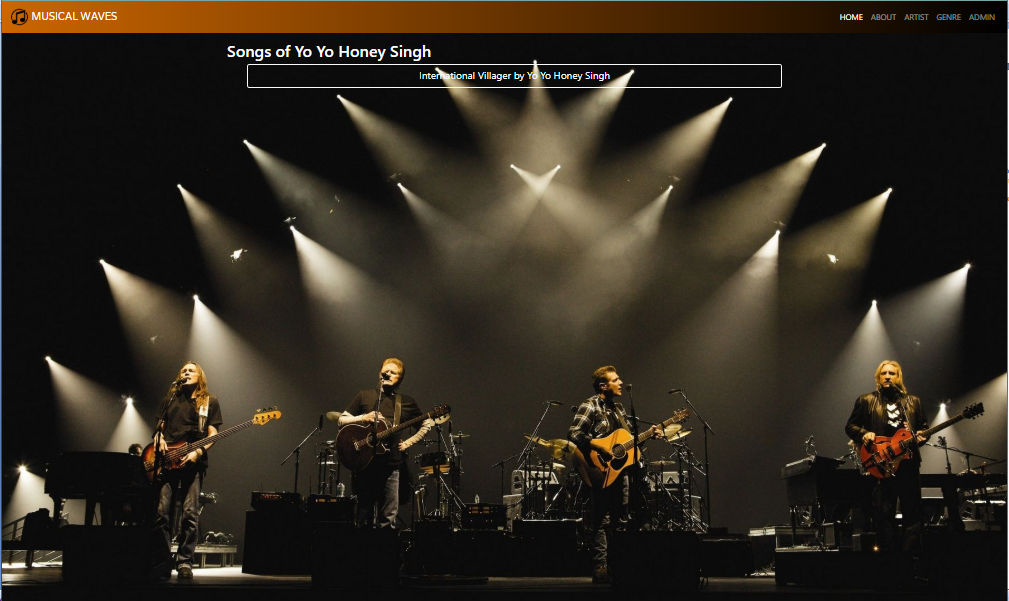 MUSICAL WAVES
HOME ABOUT ARTIST GENRE ADMIN
Songs of Yo Yo Honey Singh
International Villager by Yo Yo Honey Singh